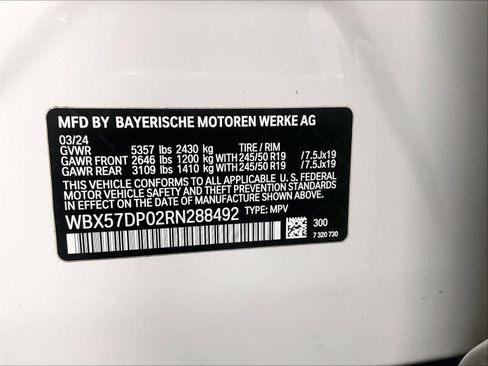 MFD BY BAYERISCHE MOTOREN WERKE AG
03/24
GVWR 5357 lbs 2430 kg TIRE / RIM
GAWR FRONT 2646 lbs 1200 kg WITH 245/50 R19 /7.5Jx19
GAWR REAR 3109 lbs 1410 kg WITH 245/50 R19 /7.5Jx19
THIS VEHICLE CONFORMS TO ALL APPLICABLE U.S. FEDERAL
MOTOR VEHICLE SAFETY, BUMPER, AND THEFT PREVENTION
STANDARDS IN EFFECT ON THE DATE OF MANUFACTURE SHOWN ABOVE.
WBX57DP02RN288492 TYPE: MPV
300
7 320 730